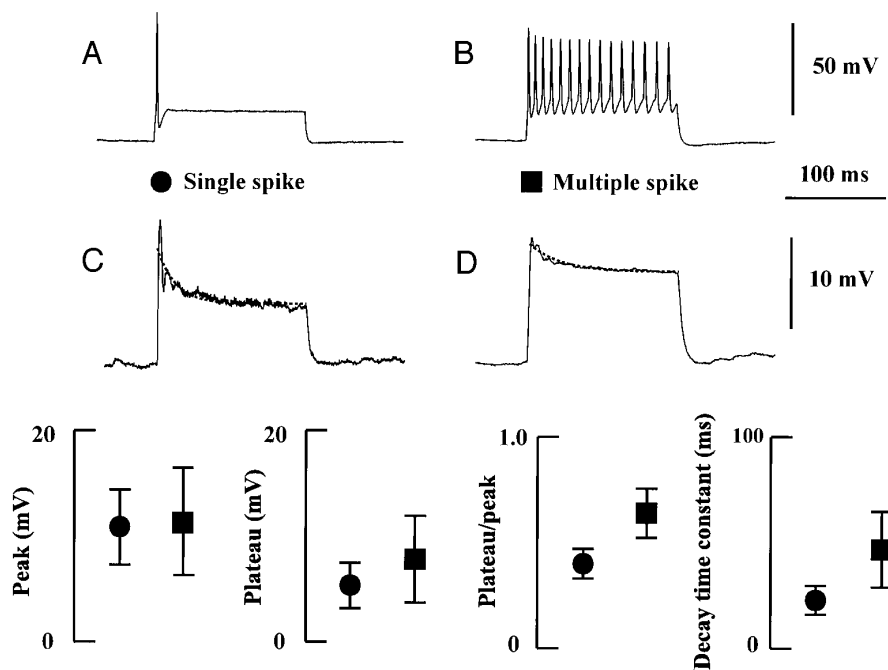 A
B
50 mV
Single spike
Multiple spike
100 ms
C
D
10 mV
20
Peak (mV)
0
20
Plateau (mV)
0
1.0
Plateau/peak
0
100
Decay time constant (ms)
0